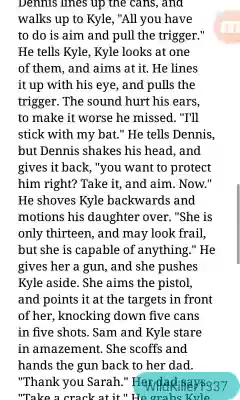 Dennis lines up the cans, and
walks up to Kyle, "All you have
to do is aim and pull the trigger."
He tells Kyle, Kyle looks at one
of them, and aims at it. He lines
it up with his eye, and pulls the
trigger. The sound hurt his ears,
to make it worse he missed. "I'll
stick with my bat." He tells Dennis,
but Dennis shakes his head, and
gives it back, "you want to protect
him right? Take it, and aim. Now."
He shoves Kyle backwards and
motions his daughter over. "She is
only thirteen, and may look frail,
but she is capable of anything." He
gives her a gun, and she pushes
Kyle aside. She aims the pistol,
and points it at the targets in front
of her, knocking down five cans
in five shots. Sam and Kyle stare
in amazement. She scoffs and
hands the gun back to her dad.
"Thank you Sarah." Her dad says.
"Take a crack at it." He grabs Kyle
WildKiller1337